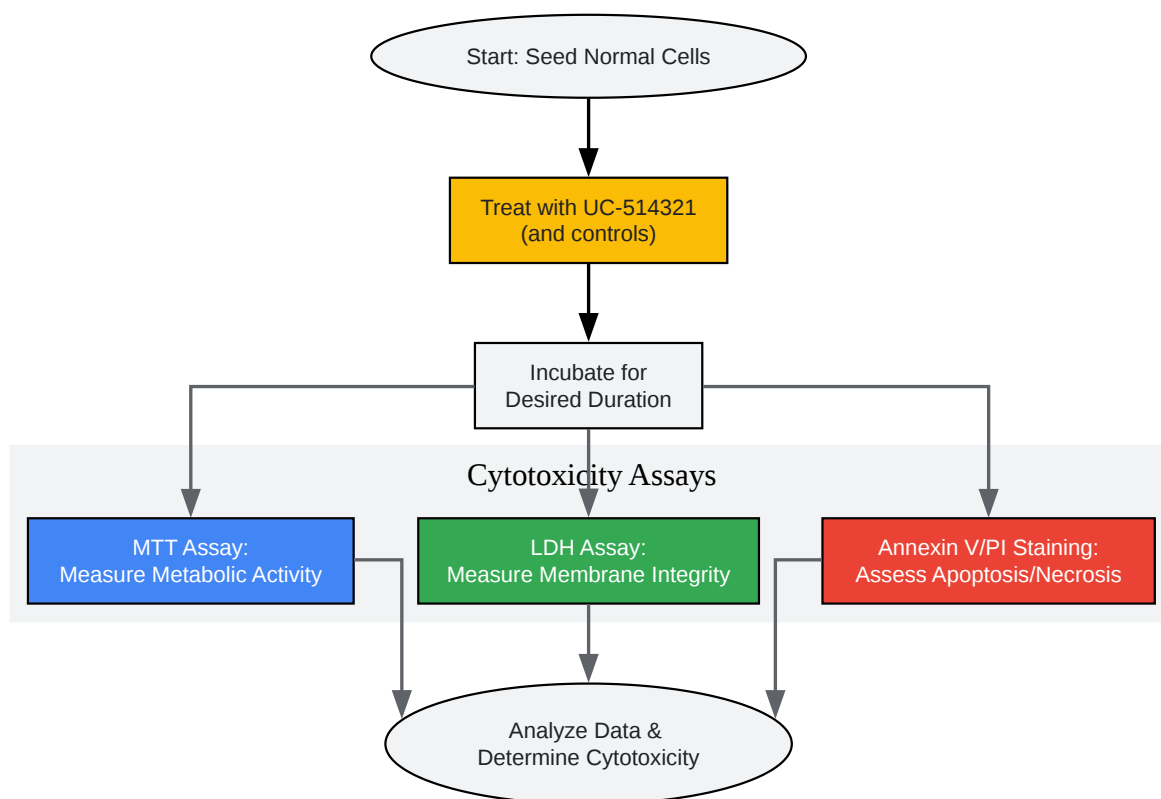 Start: Seed Normal Cells
Treat with UC-514321
(and controls)
Incubate for
Desired Duration
Cytotoxicity Assays
MTT Assay:
Measure Metabolic Activity
LDH Assay:
Measure Membrane Integrity
Annexin V/PI Staining:
Assess Apoptosis/Necrosis
Analyze Data &
Determine Cytotoxicity